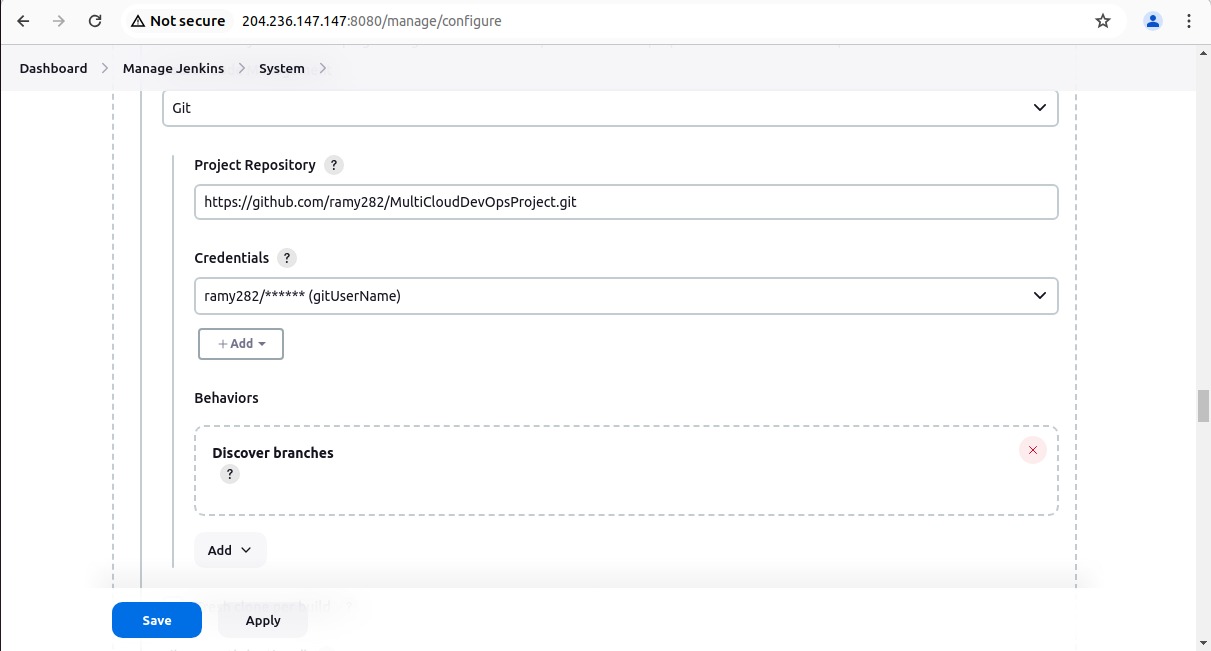 Not secure 204.236.147.147:8080/manage/configure
Dashboard Manage Jenkins System
Git
Project Repository ?
https://github.com/ramy282/MultiCloudDevOpsProject.git
Credentials ?
ramy282/****** (gitUserName)
+ Add
Behaviors
Discover branches
?
Add
Save Apply